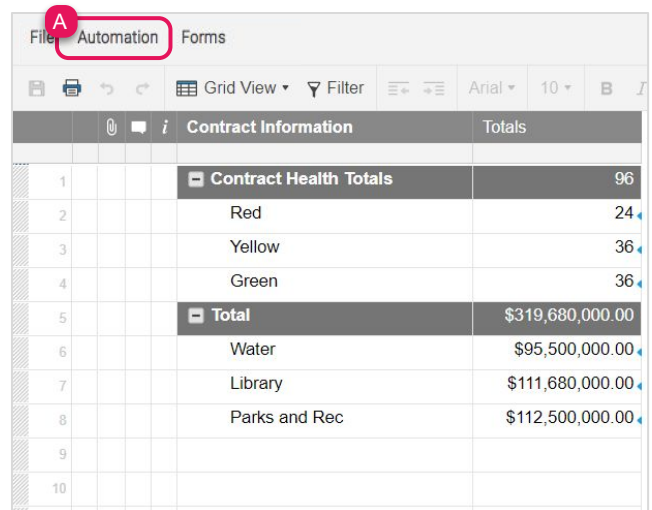 A
File Automation Forms
Grid View Filter Arial 10 B I
i Contract Information Totals
1 Contract Health Totals 96
2 Red 24
3 Yellow 36
4 Green 36
5 Total $319,680,000.00
6 Water $95,500,000.00
7 Library $111,680,000.00
8 Parks and Rec $112,500,000.00
9
10